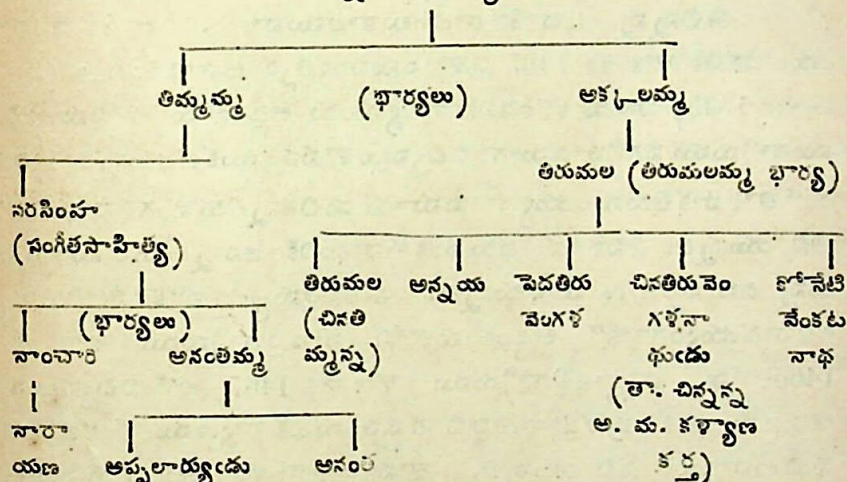 తిమ్మమ్మ (భార్యలు) అక్కలమ్మ
తిరుమల (తిరుమలమ్మ భార్య)
నరసింహ
(సంగీతసాహిత్య)
తిరుమల అన్నయ పెదతిరు చినతిరువెం కోనేటి
(భార్యలు) (చినతి వెంగళ గళనా వేంకట
నాంచారి అనంతిమ్మ మ్మన్న) థుఁడు నాథ
(తా. చిన్నన్న
నారా అ. మ. కళ్యాణ
యణ అప్పలార్యుఁడు అనంత కర్త)